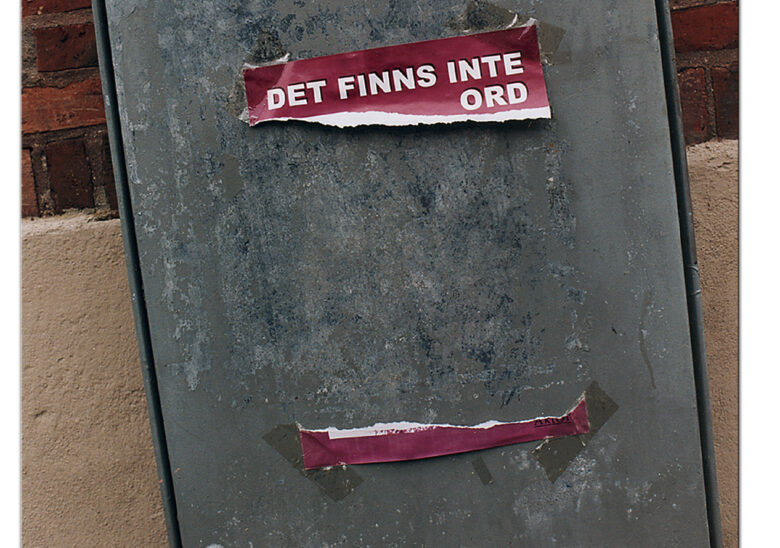 DET FINNS INTE
ORD